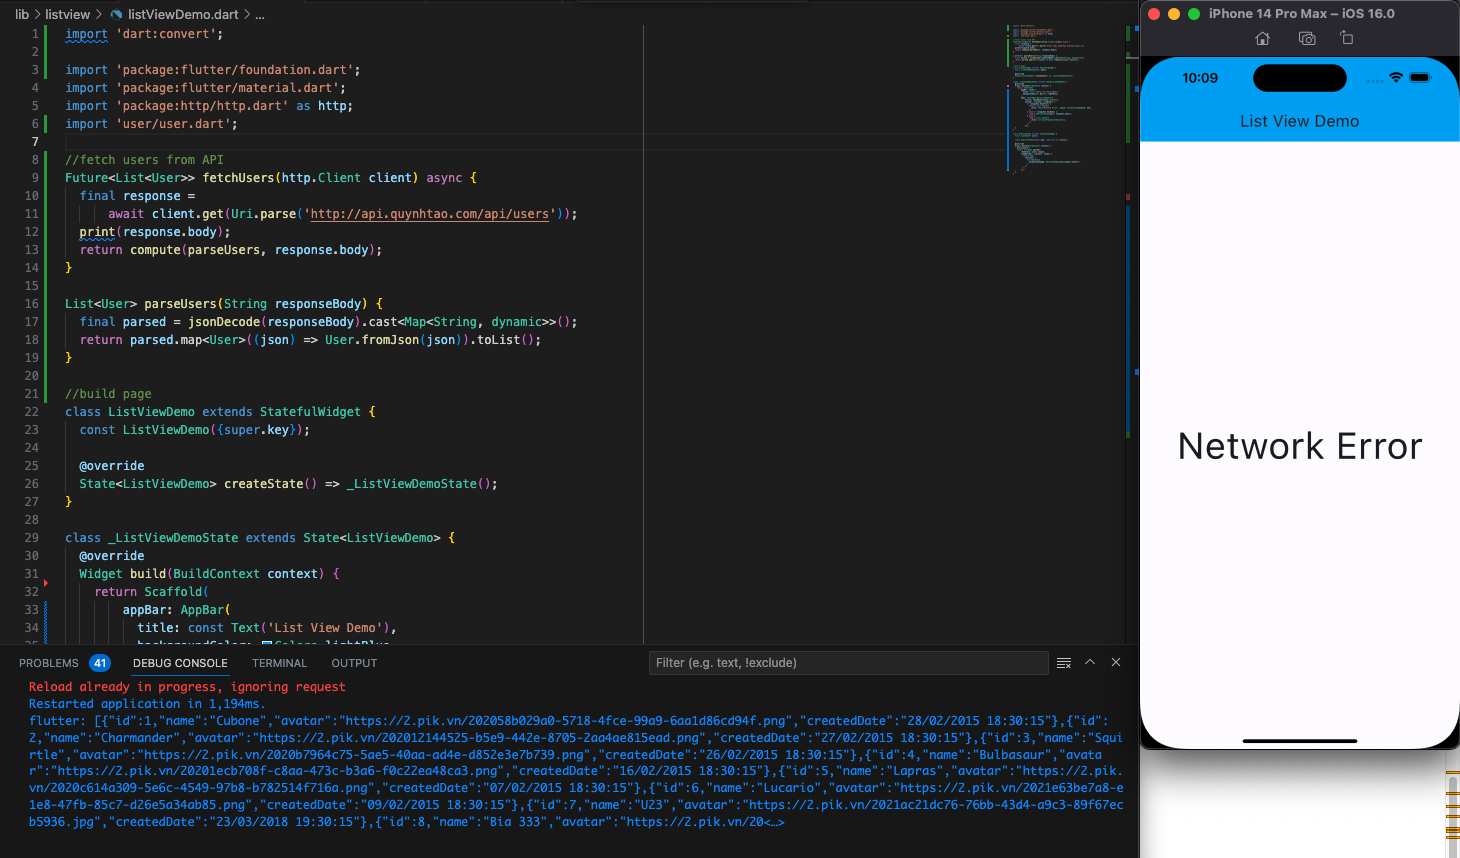 lib > listview > listViewDemo.dart > ...
1 import 'dart:convert';
2
3 import 'package:flutter/foundation.dart';
4 import 'package:flutter/material.dart';
5 import 'package:http/http.dart' as http;
6 import 'user/user.dart';
7
8 //fetch users from API
9 Future<List<User>> fetchUsers(http.Client client) async {
10 final response =
11 await client.get(Uri.parse('http://api.quynhtao.com/api/users'));
12 print(response.body);
13 return compute(parseUsers, response.body);
14 }
15
16 List<User> parseUsers(String responseBody) {
17 final parsed = jsonDecode(responseBody).cast<Map<String, dynamic>>();
18 return parsed.map<User>((json) => User.fromJson(json)).toList();
19 }
20
21 //build page
22 class ListViewDemo extends StatefulWidget {
23 const ListViewDemo({super.key});
24
25 @override
26 State<ListViewDemo> createState() => _ListViewDemoState();
27 }
28
29 class _ListViewDemoState extends State<ListViewDemo> {
30 @override
31 Widget build(BuildContext context) {
32 return Scaffold(
33 appBar: AppBar(
34 title: const Text('List View Demo'),
35 backgroundColor: Colors.lightBlue,
PROBLEMS 41 DEBUG CONSOLE TERMINAL OUTPUT Filter (e.g. text, !exclude)
Reload already in progress, ignoring request
Restarted application in 1,194ms.
flutter: [{"id":1,"name":"Cubone","avatar":"https://2.pik.vn/202058b029a0-5718-4fce-99a9-6aa1d86cd94f.png","createdDate":"28/02/2015 18:30:15"},{"id":
2,"name":"Charmander","avatar":"https://2.pik.vn/202012144525-b5e9-442e-8705-2aa4ae815ead.png","createdDate":"27/02/2015 18:30:15"},{"id":3,"name":"Squi
rtle","avatar":"https://2.pik.vn/2020b7964c75-5ae5-40aa-ad4e-d852e3e7b739.png","createdDate":"26/02/2015 18:30:15"},{"id":4,"name":"Bulbasaur","avata
r":"https://2.pik.vn/20201ecb708f-c8aa-473c-b3a6-f0c22ea48ca3.png","createdDate":"16/02/2015 18:30:15"},{"id":5,"name":"Lapras","avatar":"https://2.pik.
vn/2020c614a309-5e6c-4549-97b8-b782514f716a.png","createdDate":"07/02/2015 18:30:15"},{"id":6,"name":"Lucario","avatar":"https://2.pik.vn/2021e63be7a8-e
1e8-47fb-85c7-d26e5a34ab85.png","createdDate":"09/02/2015 18:30:15"},{"id":7,"name":"U23","avatar":"https://2.pik.vn/2021ac21dc76-76bb-43d4-a9c3-89f67ec
b5936.jpg","createdDate":"23/03/2018 19:30:15"},{"id":8,"name":"Bia 333","avatar":"https://2.pik.vn/20<…>
iPhone 14 Pro Max – iOS 16.0
10:09
List View Demo
Network Error